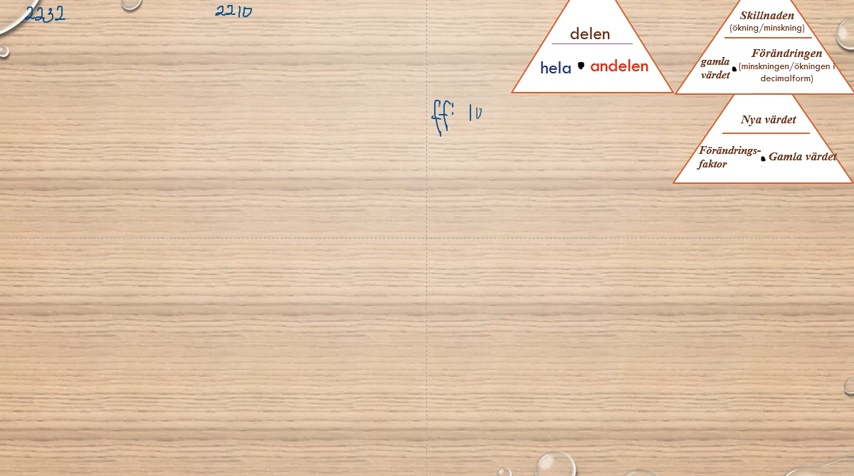 2232
2210
delen
hela • andelen
Skillnaden
(ökning/minskning)
gamla värdet • Förändringen
(minskningen/ökningen i decimalform)
ff: 10
Nya värdet
Förändrings-
faktor • Gamla värdet